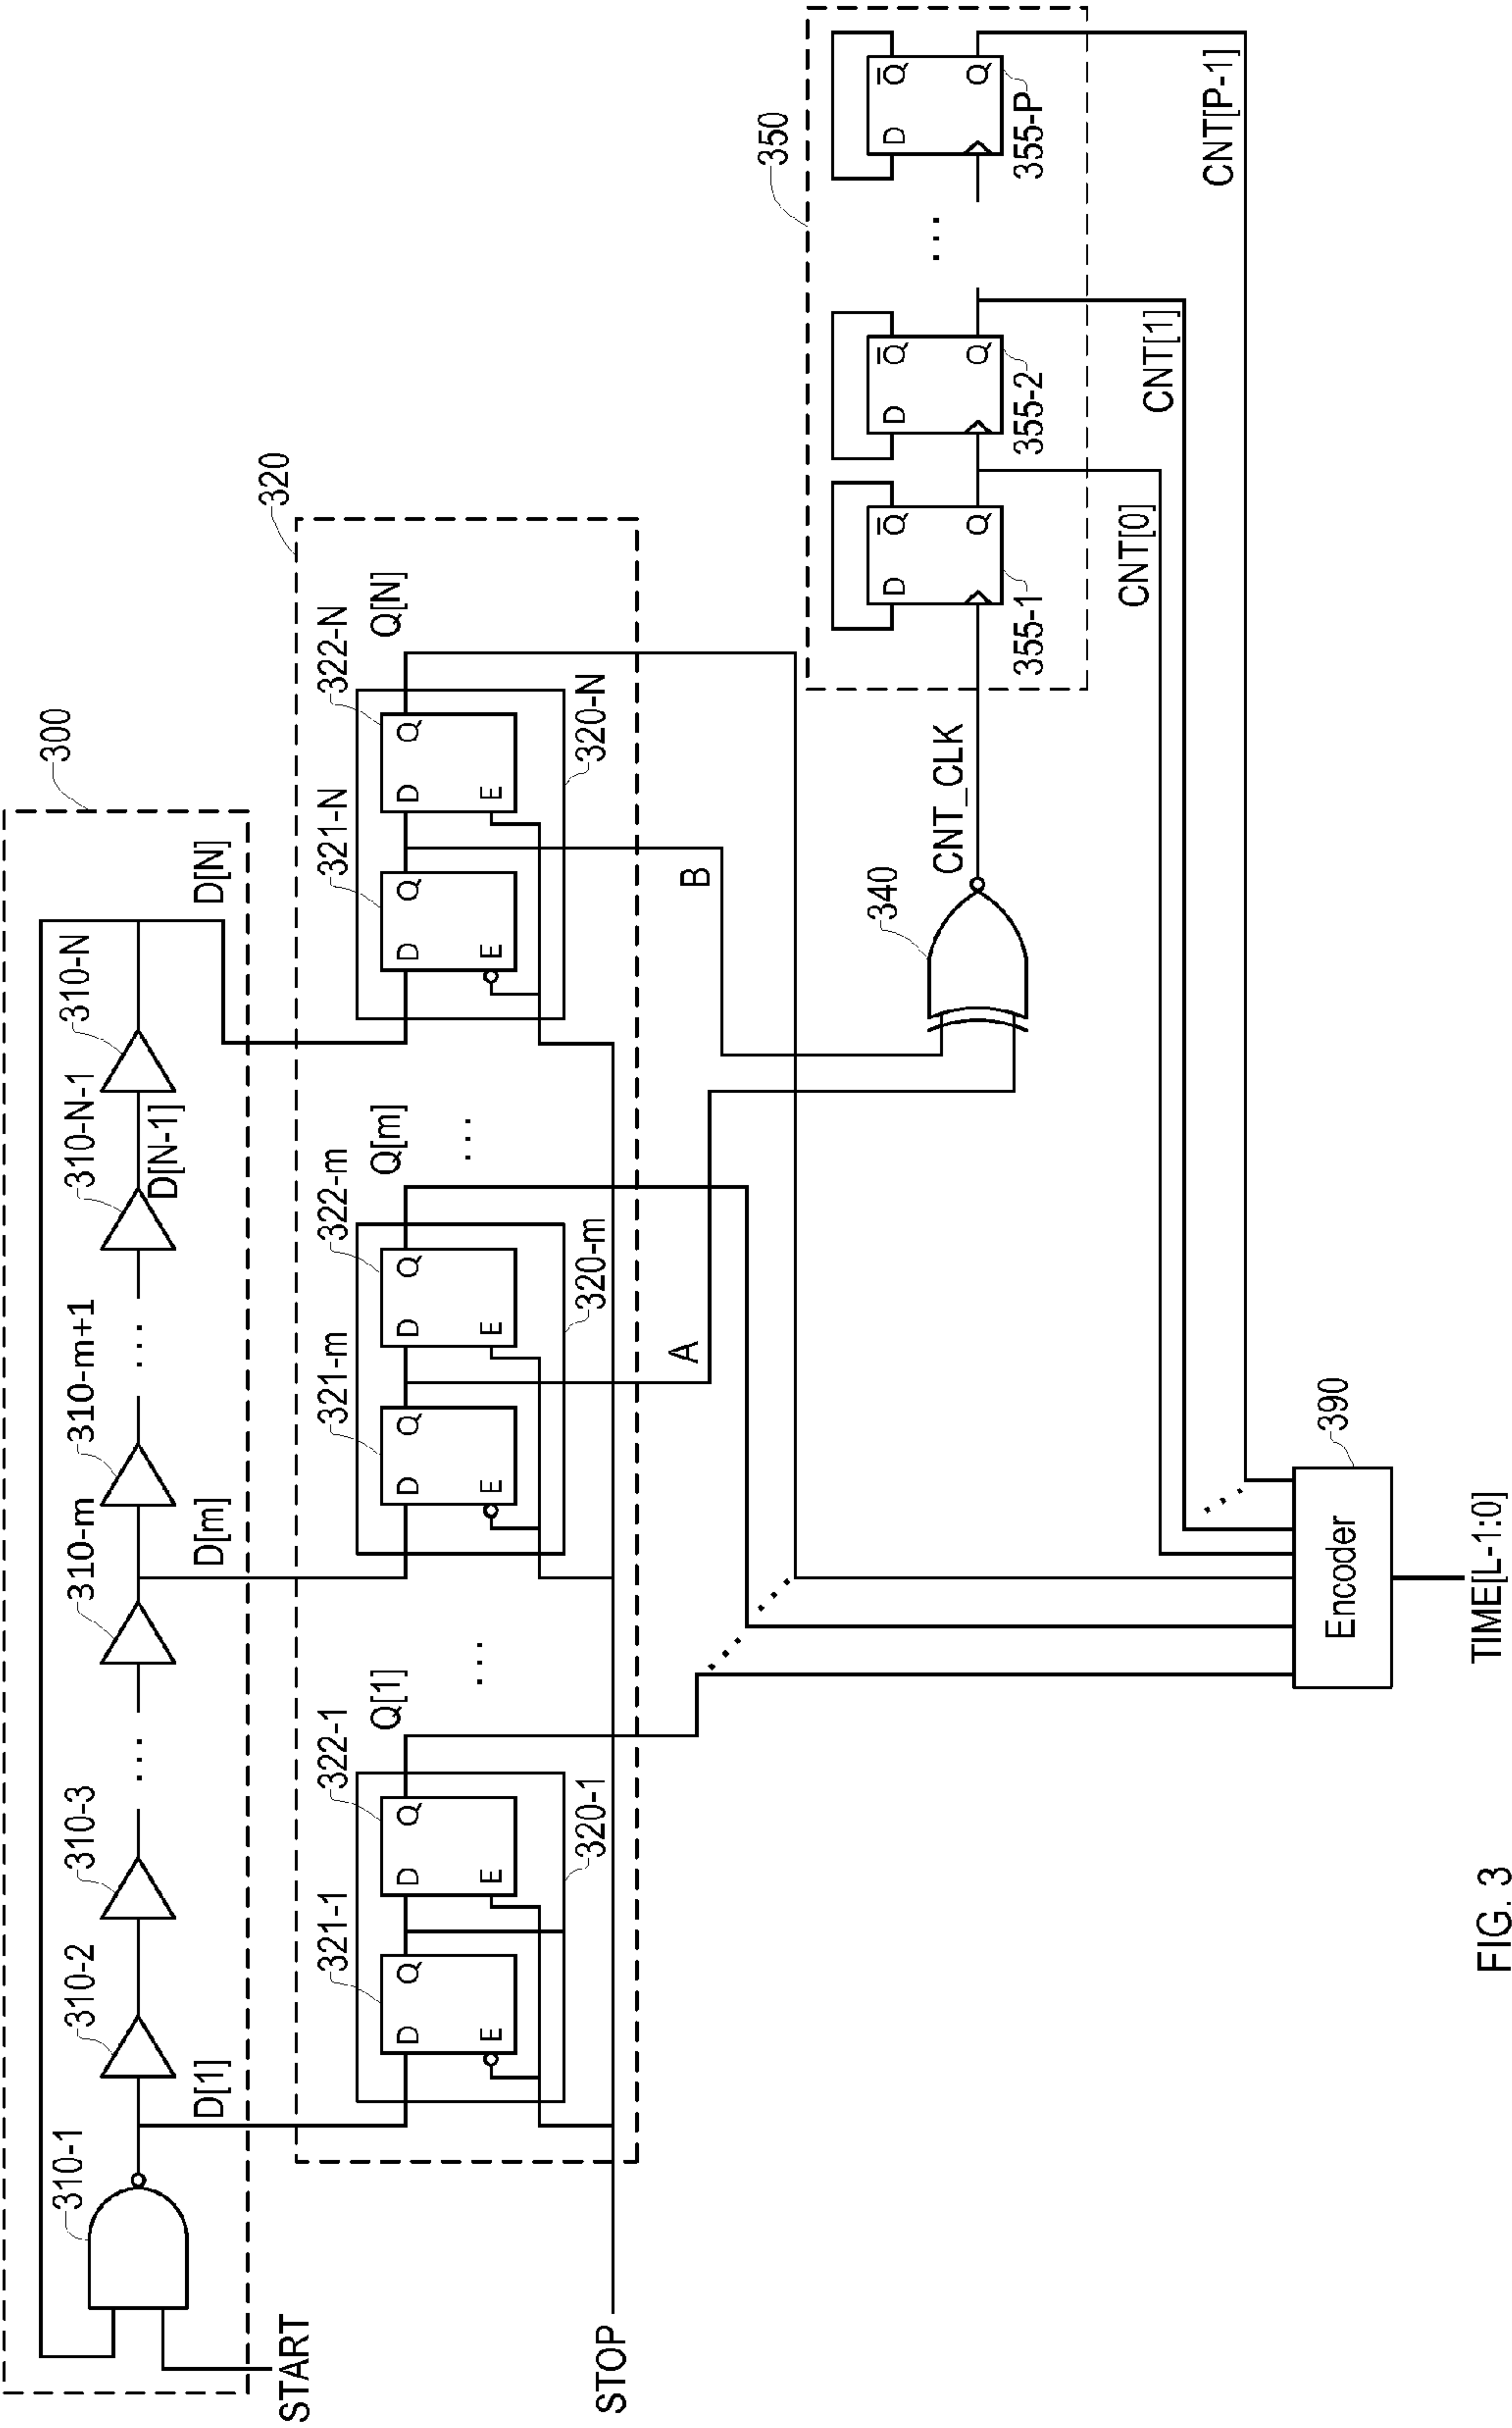 300
310-1
310-2
310-3
...
310-m
310-m+1
...
310-N-1
310-N
D[1]
D[m]
D[N-1]
D[N]
START
320
321-1
322-1
Q[1]
321-m
322-m
Q[m]
321-N
322-N
Q[N]
D
Q
D
Q
D
Q
D
Q
D
Q
D
Q
...
...
E
E
E
E
E
E
320-1
320-m
320-N
STOP
A
B
340
CNT_CLK
350
D
Q̅
D
Q̅
...
D
Q̅
Q
Q
Q
355-1
355-2
355-P
CNT[0]
CNT[1]
CNT[P-1]
Encoder
390
TIME[L-1:0]
FIG. 3